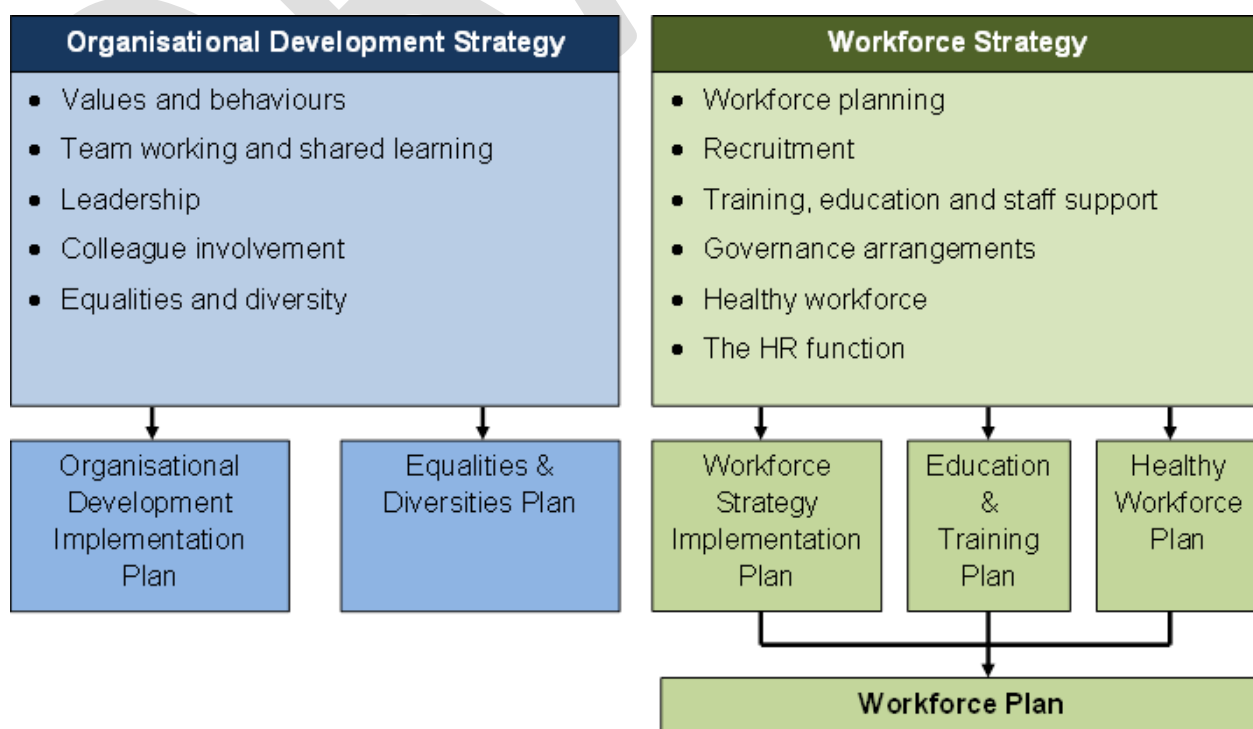 Organisational Development Strategy
• Values and behaviours
• Team working and shared learning
• Leadership
• Colleague involvement
• Equalities and diversity
Workforce Strategy
• Workforce planning
• Recruitment
• Training, education and staff support
• Governance arrangements
• Healthy workforce
• The HR function
Organisational
Development
Implementation
Plan
Equalities &
Diversities Plan
Workforce
Strategy
Implementation
Plan
Education
&
Training
Plan
Healthy
Workforce
Plan
Workforce Plan